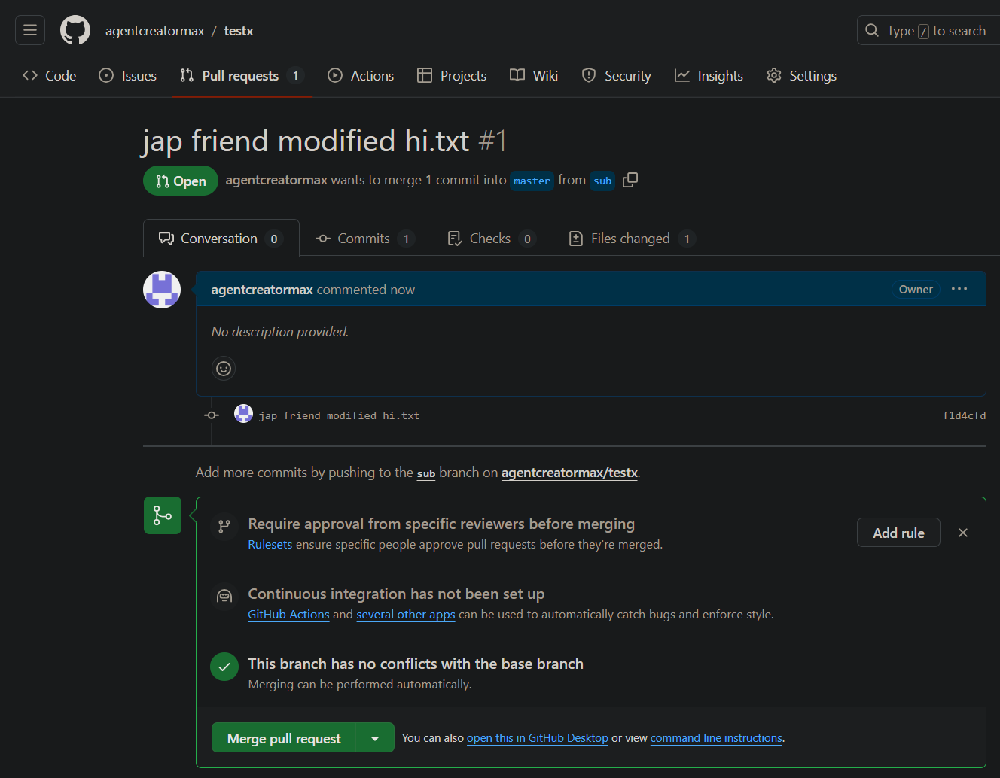 agentcreatormax / testx
Type / to search
Code Issues Pull requests 1 Actions Projects Wiki Security Insights Settings
jap friend modified hi.txt #1
Open agentcreatormax wants to merge 1 commit into master from sub
Conversation 0 Commits 1 Checks 0 Files changed 1
agentcreatormax commented now Owner
No description provided.
jap friend modified hi.txt f1d4cfd
Add more commits by pushing to the sub branch on agentcreatormax/testx.
Require approval from specific reviewers before merging
Rulesets ensure specific people approve pull requests before they're merged.
Add rule
Continuous integration has not been set up
GitHub Actions and several other apps can be used to automatically catch bugs and enforce style.
This branch has no conflicts with the base branch
Merging can be performed automatically.
Merge pull request You can also open this in GitHub Desktop or view command line instructions.